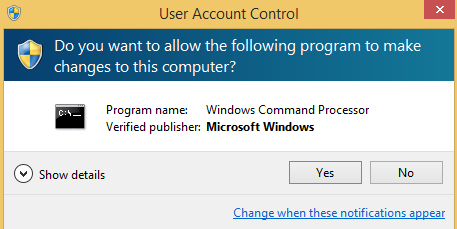 User Account Control
Do you want to allow the following program to make
changes to this computer?
C:\_
Program name: Windows Command Processor
Verified publisher: Microsoft Windows
Show details
Yes
No
Change when these notifications appear